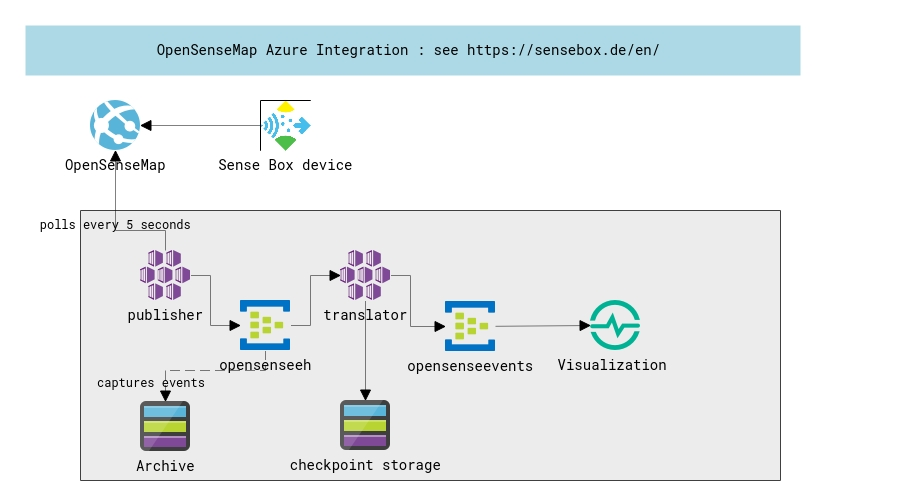 OpenSenseMap Azure Integration : see https://sensebox.de/en/
OpenSenseMap
Sense Box device
polls every 5 seconds
publisher
translator
opensenseeh
opensenseevents
Visualization
captures events
Archive
checkpoint storage